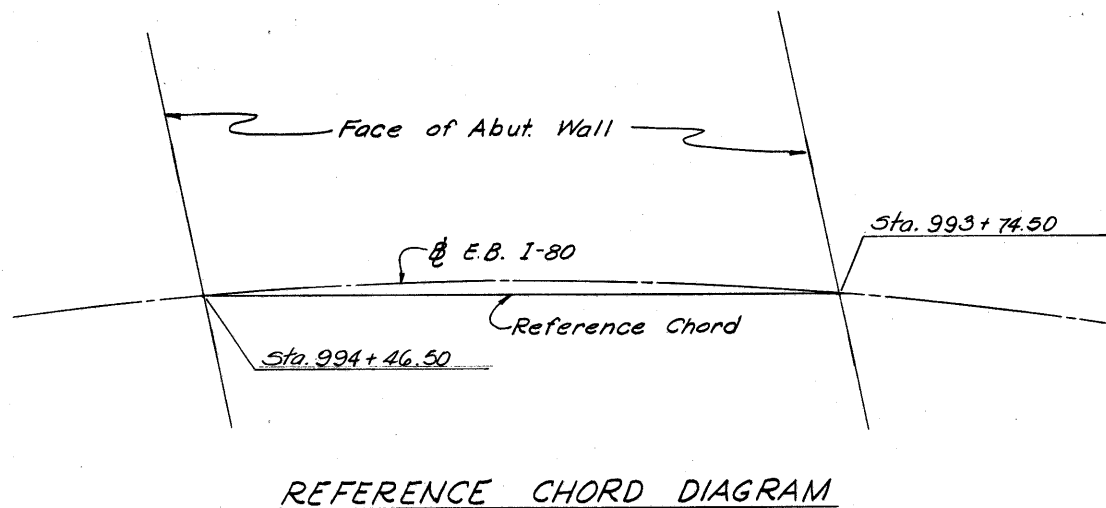 Face of Abut. Wall
Sta. 993 + 74.50
℄ E.B. I-80
Reference Chord
Sta. 994 + 46.50
REFERENCE CHORD DIAGRAM